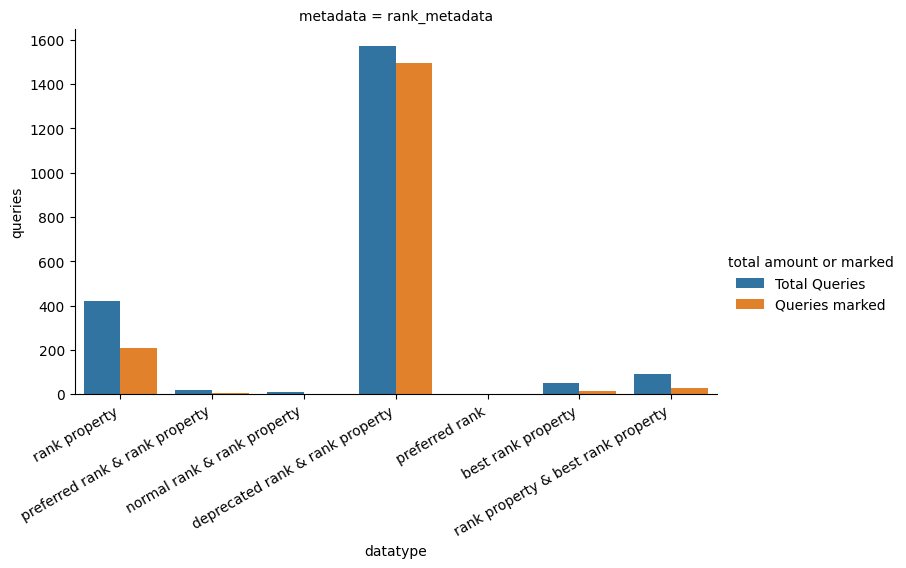 metadata = rank_metadata
queries
1600
1400
1200
1000
800
600
400
200
0
rank property
preferred rank & rank property
normal rank & rank property
deprecated rank & rank property
preferred rank
best rank property
rank property & best rank property
datatype
total amount or marked
Total Queries
Queries marked